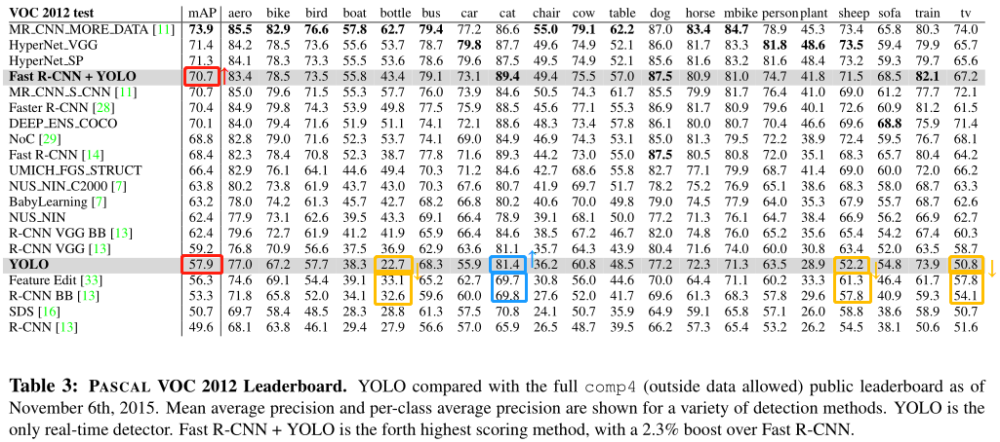 VOC 2012 test mAP aero bike bird boat bottle bus car cat chair cow table dog horse mbike person plant sheep sofa train tv
MR_CNN_MORE_DATA [11] 73.9 85.5 82.9 76.6 57.8 62.7 79.4 77.2 86.6 55.0 79.1 62.2 87.0 83.4 84.7 78.9 45.3 73.4 65.8 80.3 74.0
HyperNet_VGG 71.4 84.2 78.5 73.6 55.6 53.7 78.7 79.8 87.7 49.6 74.9 52.1 86.0 81.7 83.3 81.8 48.6 73.5 59.4 79.9 65.7
HyperNet_SP 71.3 84.1 78.3 73.3 55.5 53.6 78.6 79.6 87.5 49.5 74.9 52.1 85.6 81.6 83.2 81.6 48.4 73.2 59.3 79.7 65.6
Fast R-CNN + YOLO 70.7 83.4 78.5 73.5 55.8 43.4 79.1 73.1 89.4 49.4 75.5 57.0 87.5 80.9 81.0 74.7 41.8 71.5 68.5 82.1 67.2
MR_CNN_S_CNN [11] 70.7 85.0 79.6 71.5 55.3 57.7 76.0 73.9 84.6 50.5 74.3 61.7 85.5 79.9 81.7 76.4 41.0 69.0 61.2 77.7 72.1
Faster R-CNN [28] 70.4 84.9 79.8 74.3 53.9 49.8 77.5 75.9 88.5 45.6 77.1 55.3 86.9 81.7 80.9 79.6 40.1 72.6 60.9 81.2 61.5
DEEP_ENS_COCO 70.1 84.0 79.4 71.6 51.9 51.1 74.1 72.1 88.6 48.3 73.4 57.8 86.1 80.0 80.7 70.4 46.6 69.6 68.8 75.9 71.4
NoC [29] 68.8 82.8 79.0 71.6 52.3 53.7 74.1 69.0 84.9 46.9 74.3 53.1 85.0 81.3 79.5 72.2 38.9 72.4 59.5 76.7 68.1
Fast R-CNN [14] 68.4 82.3 78.4 70.8 52.3 38.7 77.8 71.6 89.3 44.2 73.0 55.0 87.5 80.5 80.8 72.0 35.1 68.3 65.7 80.4 64.2
UMICH_FGS_STRUCT 66.4 82.9 76.1 64.1 44.6 49.4 70.3 71.2 84.6 42.7 68.6 55.8 82.7 77.1 79.9 68.7 41.4 69.0 60.0 72.0 66.2
NUS_NIN_C2000 [7] 63.8 80.2 73.8 61.9 43.7 43.0 70.3 67.6 80.7 41.9 69.7 51.7 78.2 75.2 76.9 65.1 38.6 68.3 58.0 68.7 63.3
BabyLearning [7] 63.2 78.0 74.2 61.3 45.7 42.7 68.2 66.8 80.2 40.6 70.0 49.8 79.0 74.5 77.9 64.0 35.3 67.9 55.7 68.7 62.6
NUS_NIN 62.4 77.9 73.1 62.6 39.5 43.3 69.1 66.4 78.9 39.1 68.1 50.0 77.2 71.3 76.1 64.7 38.4 66.9 56.2 66.9 62.7
R-CNN VGG BB [13] 62.4 79.6 72.7 61.9 41.2 41.9 65.9 66.4 84.6 38.5 67.2 46.7 82.0 74.8 76.0 65.2 35.6 65.4 54.2 67.4 60.3
R-CNN VGG [13] 59.2 76.8 70.9 56.6 37.5 36.9 62.9 63.6 81.1 35.7 64.3 43.9 80.4 71.6 74.0 60.0 30.8 63.4 52.0 63.5 58.7
YOLO 57.9 77.0 67.2 57.7 38.3 22.7 68.3 55.9 81.4 36.2 60.8 48.5 77.2 72.3 71.3 63.5 28.9 52.2 54.8 73.9 50.8
Feature Edit [33] 56.3 74.6 69.1 54.4 39.1 33.1 65.2 62.7 69.7 30.8 56.0 44.6 70.0 64.4 71.1 60.2 33.3 61.3 46.4 61.7 57.8
R-CNN BB [13] 53.3 71.8 65.8 52.0 34.1 32.6 59.6 60.0 69.8 27.6 52.0 41.7 69.6 61.3 68.3 57.8 29.6 57.8 40.9 59.3 54.1
SDS [16] 50.7 69.7 58.4 48.5 28.3 28.8 61.3 57.5 70.8 24.1 50.7 35.9 64.9 59.1 65.8 57.1 26.0 58.8 38.6 58.9 50.7
R-CNN [13] 49.6 68.1 63.8 46.1 29.4 27.9 56.6 57.0 65.9 26.5 48.7 39.5 66.2 57.3 65.4 53.2 26.2 54.5 38.1 50.6 51.6
Table 3: PASCAL VOC 2012 Leaderboard. YOLO compared with the full comp4 (outside data allowed) public leaderboard as of
November 6th, 2015. Mean average precision and per-class average precision are shown for a variety of detection methods. YOLO is the
only real-time detector. Fast R-CNN + YOLO is the forth highest scoring method, with a 2.3% boost over Fast R-CNN.